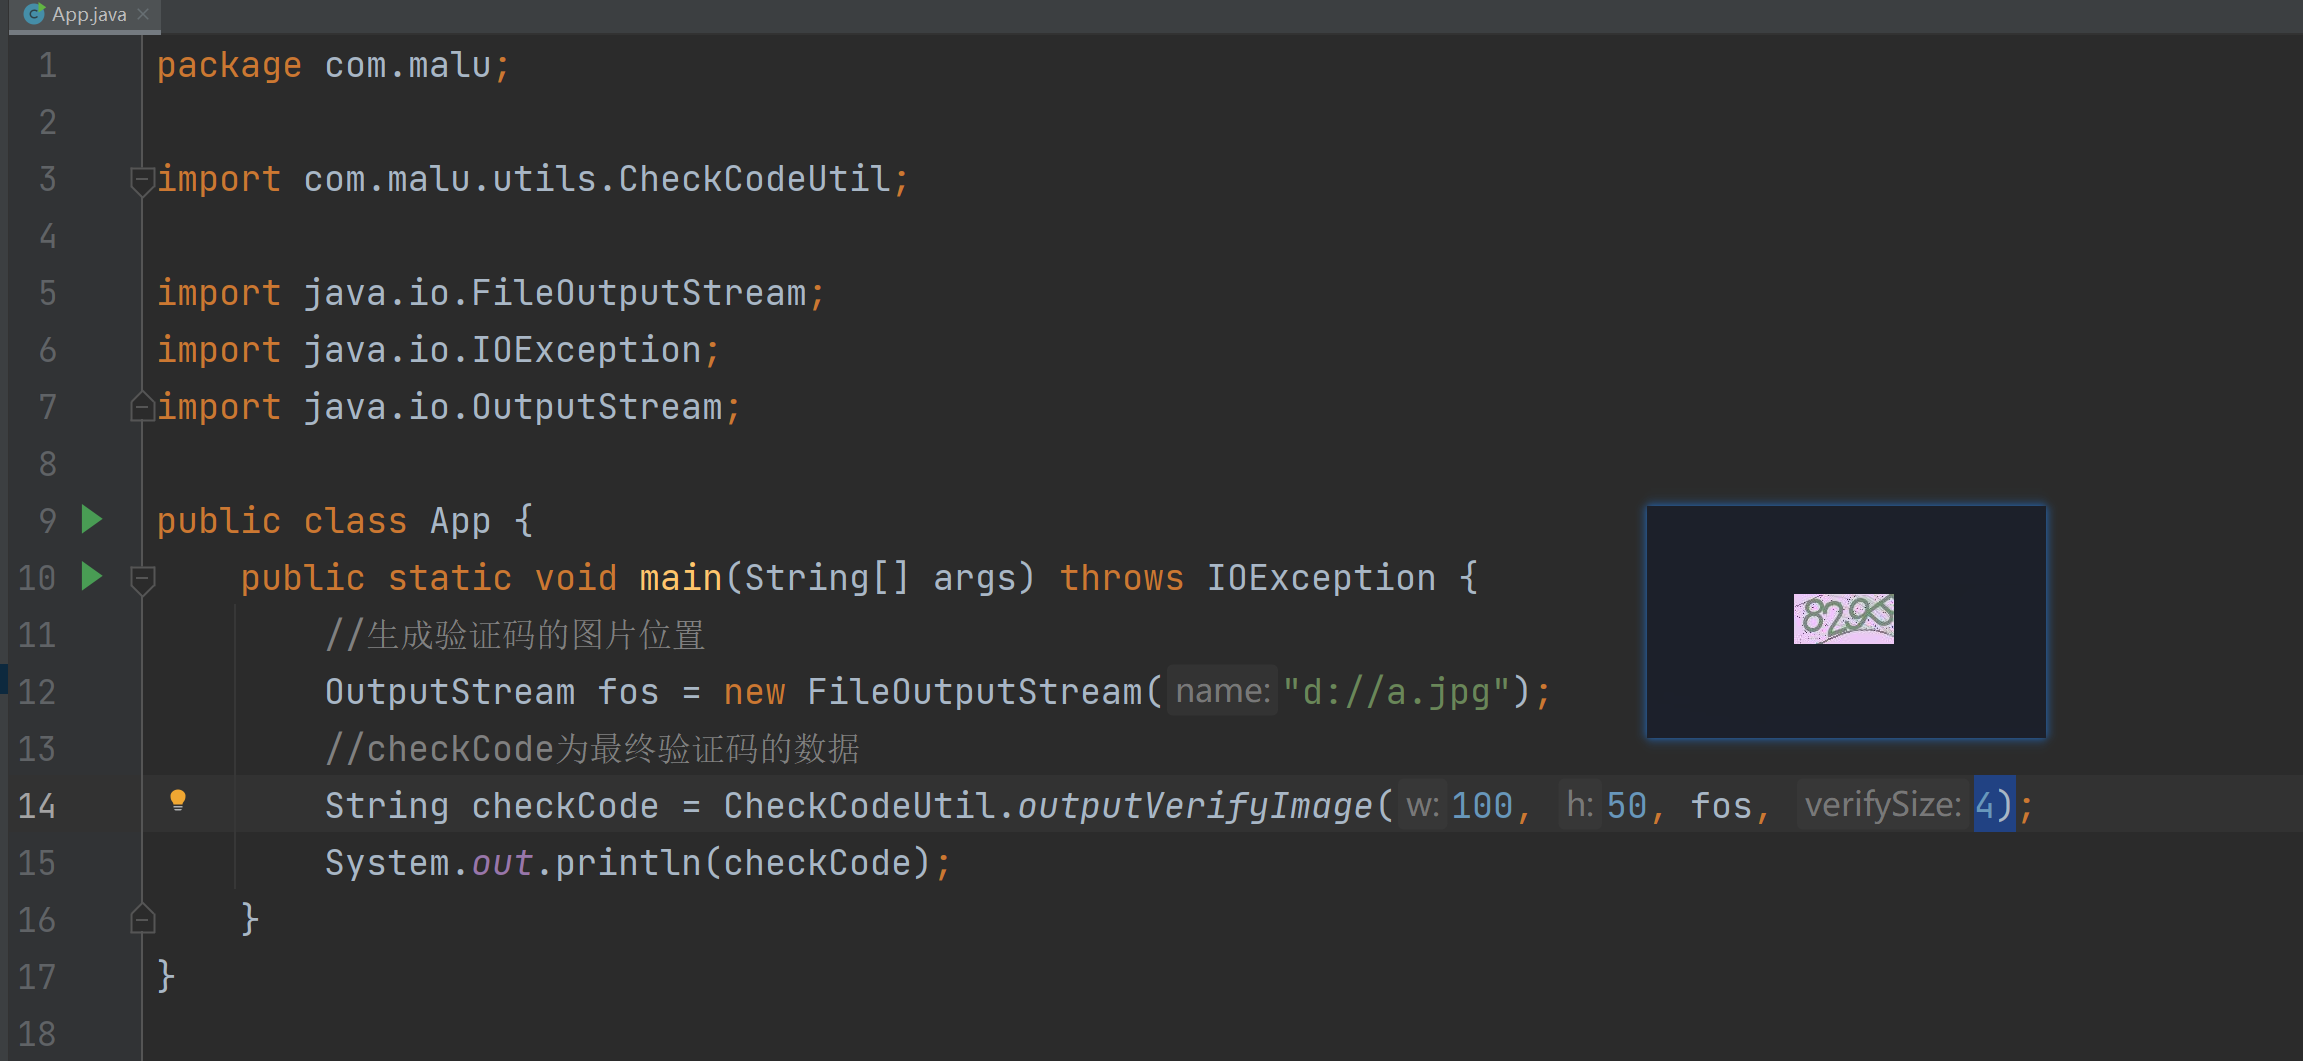 App.java
1 package com.malu;
2
3 import com.malu.utils.CheckCodeUtil;
4
5 import java.io.FileOutputStream;
6 import java.io.IOException;
7 import java.io.OutputStream;
8
9 public class App {
10 public static void main(String[] args) throws IOException {
11 //生成验证码的图片位置
12 OutputStream fos = new FileOutputStream( name: "d://a.jpg");
13 //checkCode为最终验证码的数据
14 String checkCode = CheckCodeUtil.outputVerifyImage( w: 100, h: 50, fos, verifySize: 4);
15 System.out.println(checkCode);
16 }
17 }
18